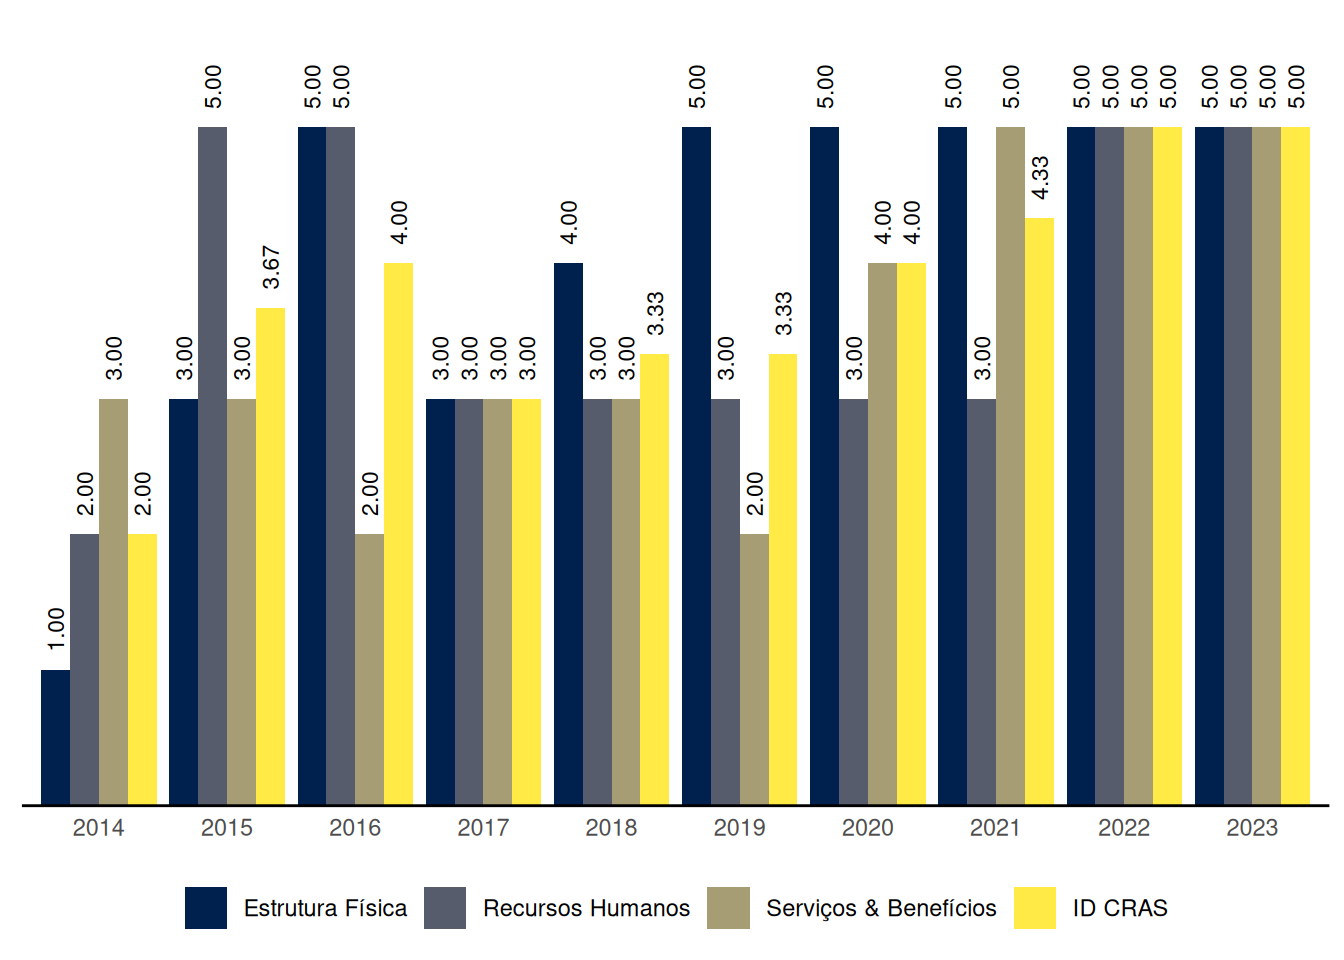 5.00 5.00 5.00 5.00 5.00 5.00 5.00 5.00 5.00 5.00 5.00 5.00 5.00 5.00 5.00
4.33
4.00 4.00 4.00 4.00
3.67
3.33 3.33
3.00 3.00 3.00 3.00 3.00 3.00 3.00 3.00 3.00 3.00 3.00 3.00
2.00 2.00 2.00 2.00
1.00
2014 2015 2016 2017 2018 2019 2020 2021 2022 2023
Estrutura Física Recursos Humanos Serviços & Benefícios ID CRAS